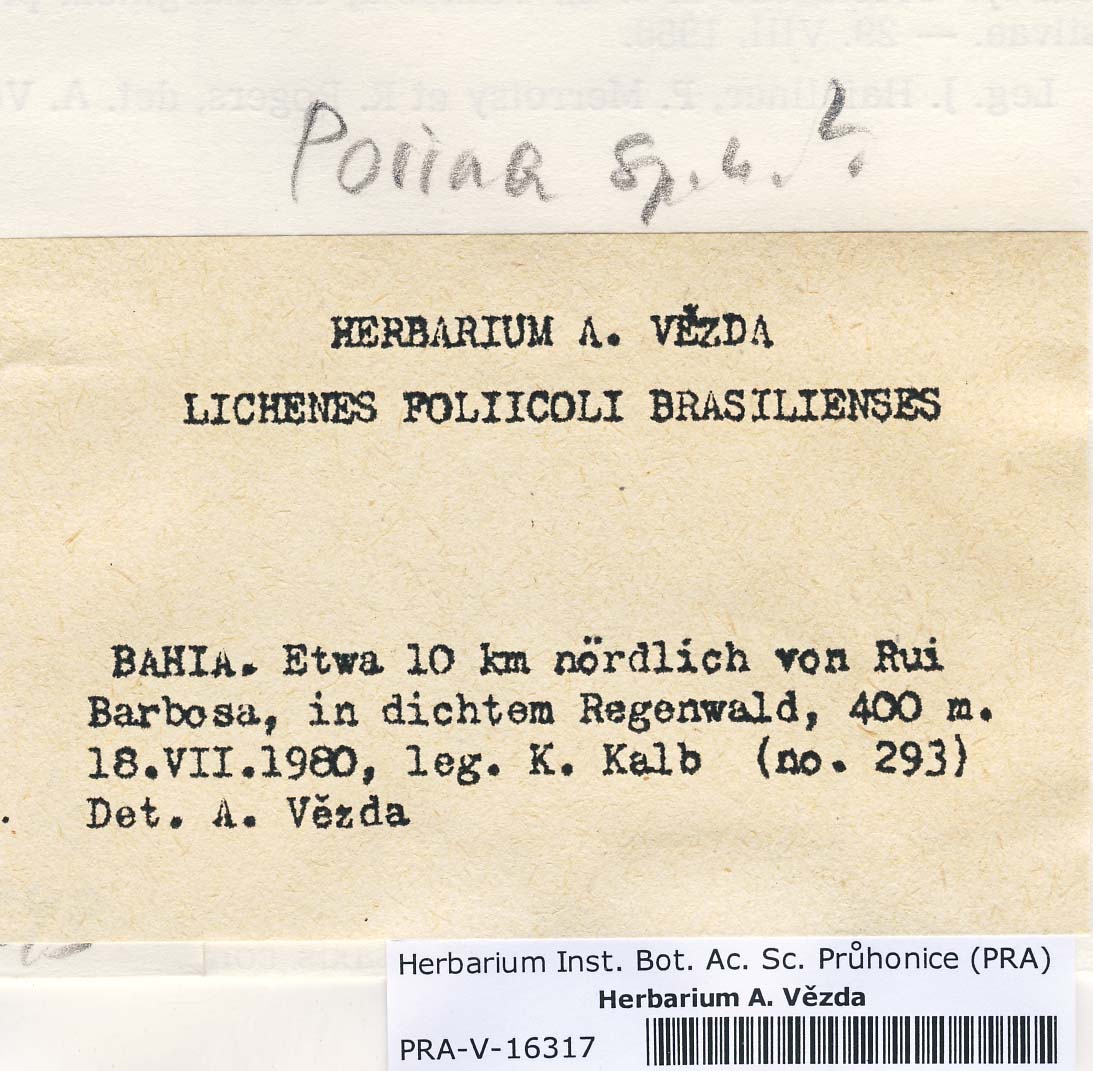 Porina sp. n. ?
HERBARIUM A. VĚZDA
LICHENES FOLIICOLI BRASILIENSES
BAHIA. Etwa 10 km nördlich von Rui
Barbosa, in dichtem Regenwald, 400 m.
18.VII.1980, leg. K. Kalb (no. 293)
Det. A. Vězda
Herbarium Inst. Bot. Ac. Sc. Průhonice (PRA)
Herbarium A. Vězda
PRA-V-16317